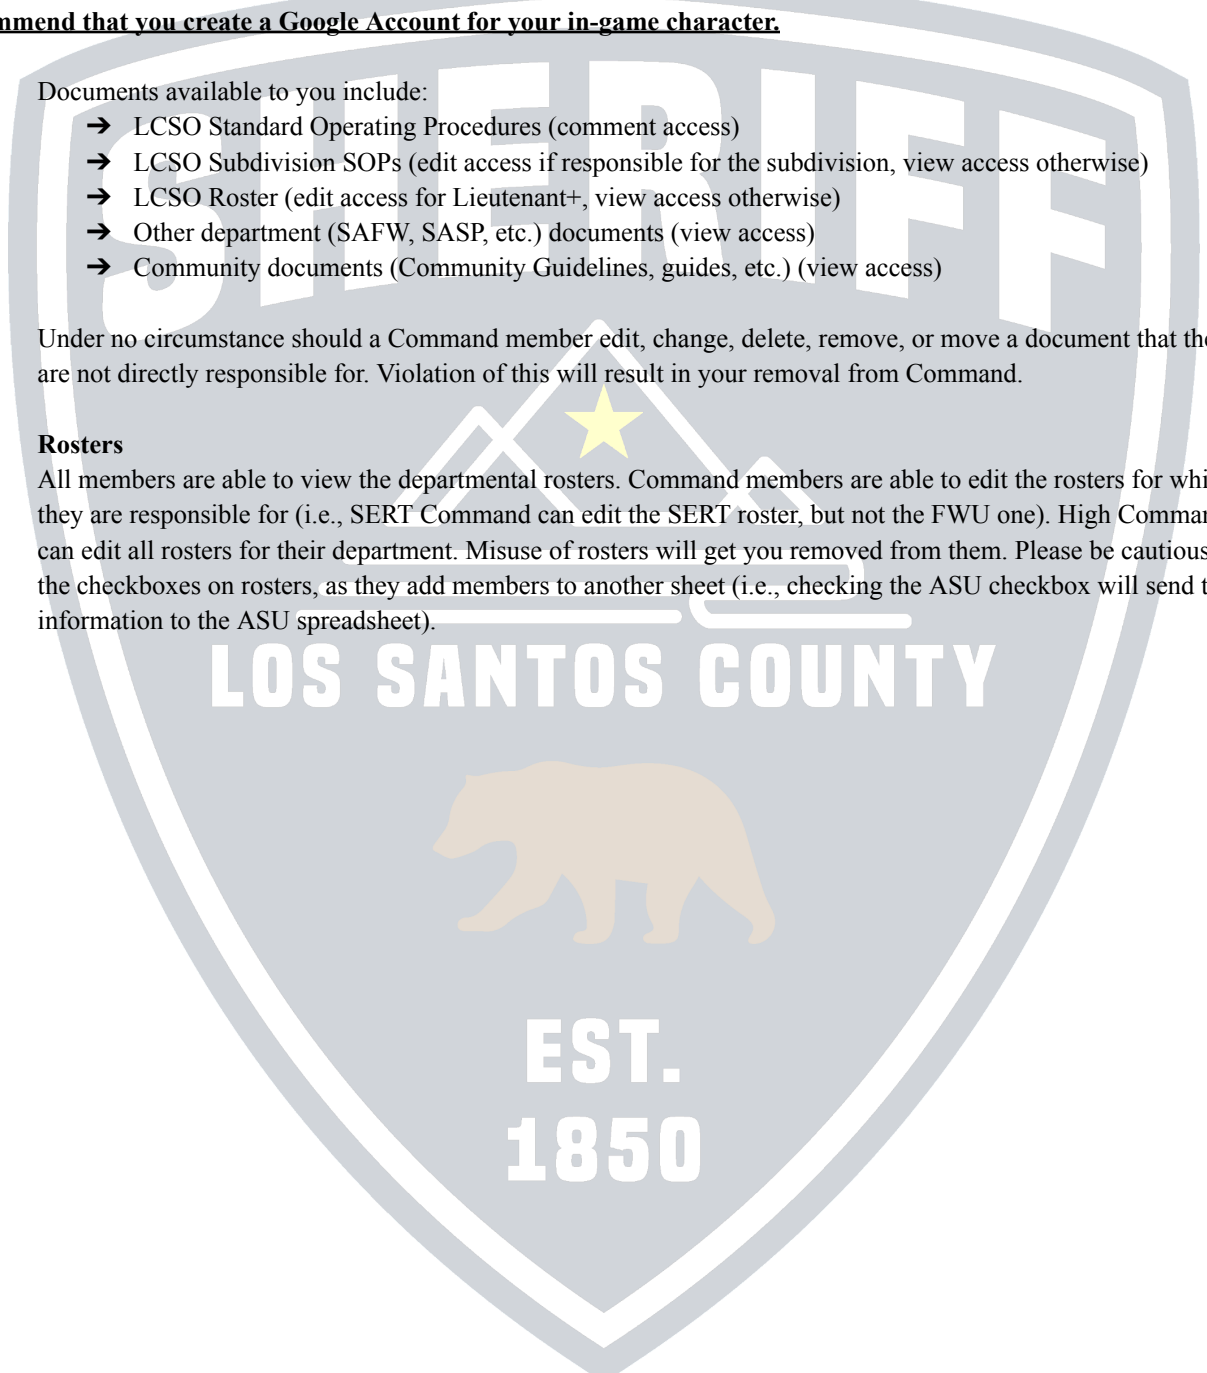 mmend that you create a Google Account for your in-game character.
Documents available to you include:
➔ LCSO Standard Operating Procedures (comment access)
➔ LCSO Subdivision SOPs (edit access if responsible for the subdivision, view access otherwise)
➔ LCSO Roster (edit access for Lieutenant+, view access otherwise)
➔ Other department (SAFW, SASP, etc.) documents (view access)
➔ Community documents (Community Guidelines, guides, etc.) (view access)
Under no circumstance should a Command member edit, change, delete, remove, or move a document that the
are not directly responsible for. Violation of this will result in your removal from Command.
Rosters
All members are able to view the departmental rosters. Command members are able to edit the rosters for whi
they are responsible for (i.e., SERT Command can edit the SERT roster, but not the FWU one). High Comman
can edit all rosters for their department. Misuse of rosters will get you removed from them. Please be cautious
the checkboxes on rosters, as they add members to another sheet (i.e., checking the ASU checkbox will send t
information to the ASU spreadsheet).
SHERIFF
LOS SANTOS COUNTY
EST.
1850